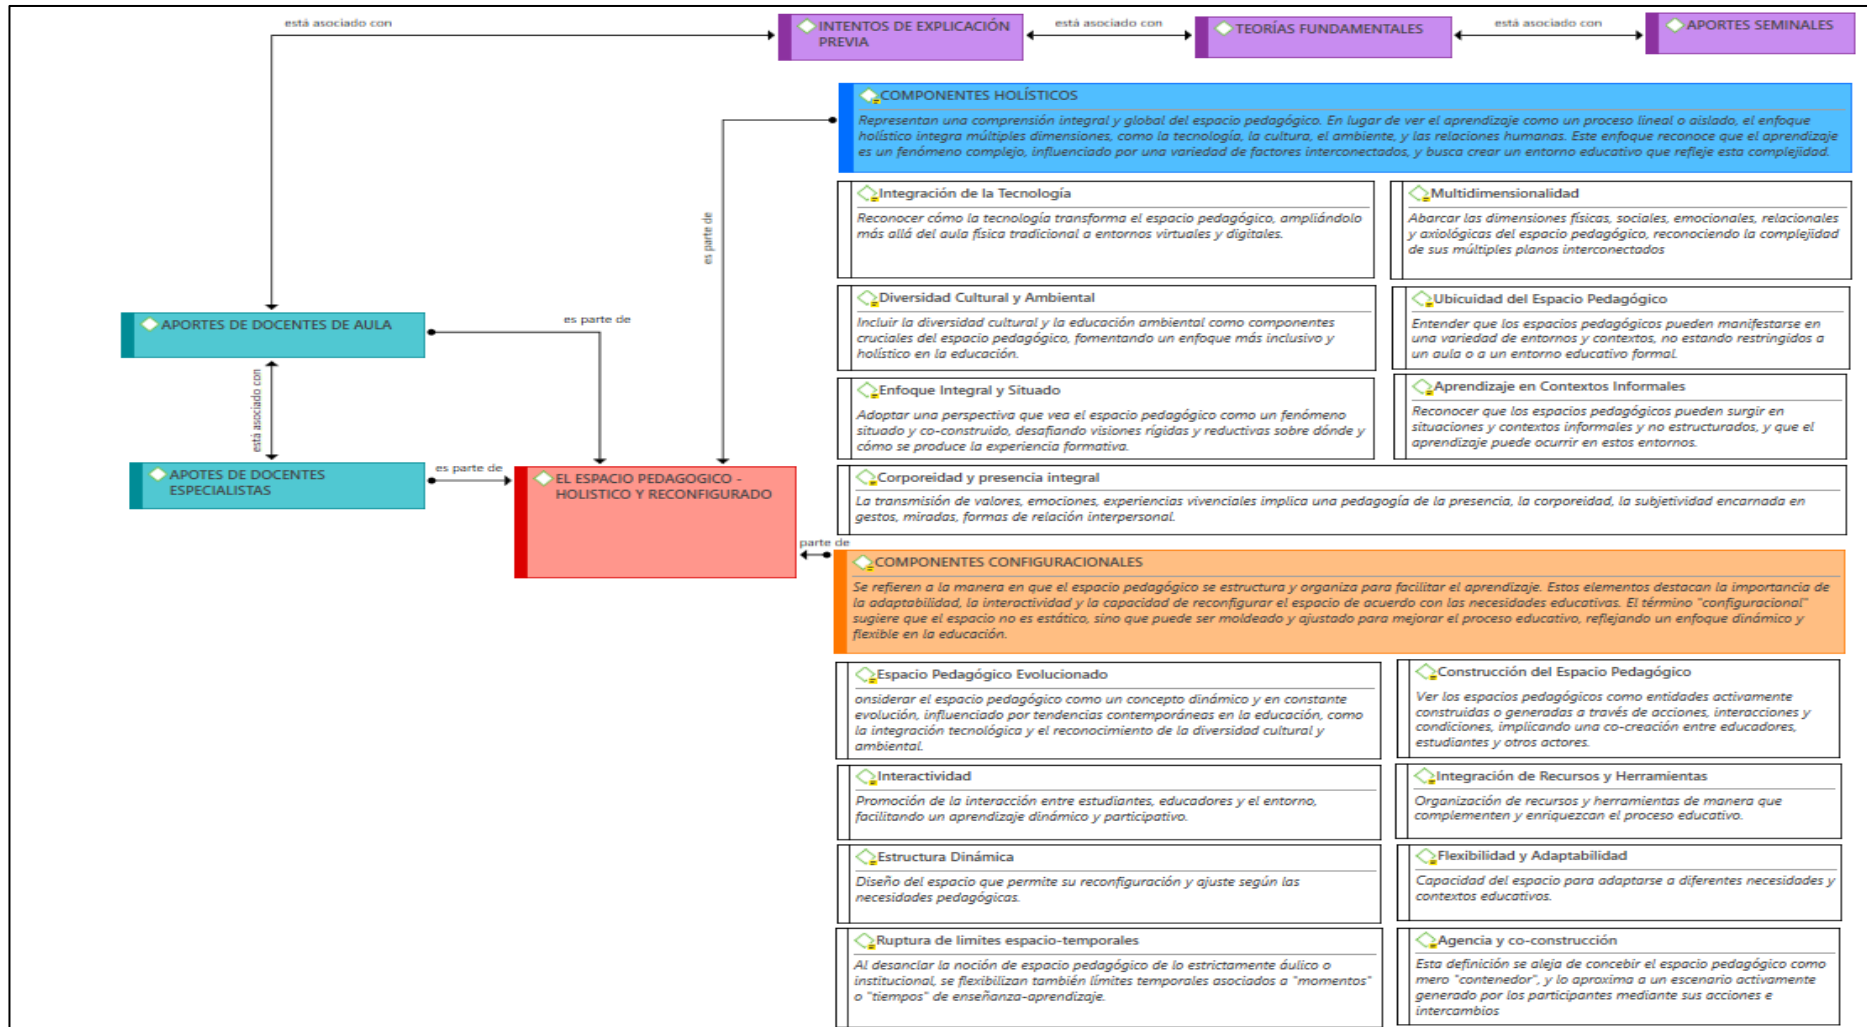 está asociado con
INTENTOS DE EXPLICACIÓN
PREVIA
está asociado con
TEORÍAS FUNDAMENTALES
está asociado con
APORTES SEMINALES
COMPONENTES HOLÍSTICOS
Representan una comprensión integral y global del espacio pedagógico. En lugar de ver el aprendizaje como un proceso lineal o aislado, el enfoque
holístico integra múltiples dimensiones, como la tecnología, la cultura, el ambiente, y las relaciones humanas. Este enfoque reconoce que el aprendizaje
es un fenómeno complejo, influenciado por una variedad de factores interconectados, y busca crear un entorno educativo que refleje esta complejidad.
es parte de
Integración de la Tecnología
Reconocer cómo la tecnología transforma el espacio pedagógico, ampliándolo
más allá del aula física tradicional a entornos virtuales y digitales.
Multidimensionalidad
Abarcar las dimensiones físicas, sociales, emocionales, relacionales
y axiológicas del espacio pedagógico, reconociendo la complejidad
de sus múltiples planos interconectados
Diversidad Cultural y Ambiental
Incluir la diversidad cultural y la educación ambiental como componentes
cruciales del espacio pedagógico, fomentando un enfoque más inclusivo y
holístico en la educación.
Ubicuidad del Espacio Pedagógico
Entender que los espacios pedagógicos pueden manifestarse en
una variedad de entornos y contextos, no estando restringidos a
un aula o a un entorno educativo formal.
APORTES DE DOCENTES DE AULA
es parte de
está asociado con
Enfoque Integral y Situado
Adoptar una perspectiva que vea el espacio pedagógico como un fenómeno
situado y co-construido, desafiando visiones rígidas y reductivas sobre dónde y
cómo se produce la experiencia formativa.
Aprendizaje en Contextos Informales
Reconocer que los espacios pedagógicos pueden surgir en
situaciones y contextos informales y no estructurados, y que el
aprendizaje puede ocurrir en estos entornos.
APOTES DE DOCENTES
ESPECIALISTAS
es parte de
EL ESPACIO PEDAGOGICO -
HOLISTICO Y RECONFIGURADO
Corporeidad y presencia integral
La transmisión de valores, emociones, experiencias vivenciales implica una pedagogía de la presencia, la corporeidad, la subjetividad encarnada en
gestos, miradas, formas de relación interpersonal.
parte de
COMPONENTES CONFIGURACIONALES
Se refieren a la manera en que el espacio pedagógico se estructura y organiza para facilitar el aprendizaje. Estos elementos destacan la importancia de
la adaptabilidad, la interactividad y la capacidad de reconfigurar el espacio de acuerdo con las necesidades educativas. El término "configuracional"
sugiere que el espacio no es estático, sino que puede ser moldeado y ajustado para mejorar el proceso educativo, reflejando un enfoque dinámico y
flexible en la educación.
Espacio Pedagógico Evolucionado
onsiderar el espacio pedagógico como un concepto dinámico y en constante
evolución, influenciado por tendencias contemporáneas en la educación, como
la integración tecnológica y el reconocimiento de la diversidad cultural y
ambiental.
Construcción del Espacio Pedagógico
Ver los espacios pedagógicos como entidades activamente
construidas o generadas a través de acciones, interacciones y
condiciones, implicando una co-creación entre educadores,
estudiantes y otros actores.
Interactividad
Promoción de la interacción entre estudiantes, educadores y el entorno,
facilitando un aprendizaje dinámico y participativo.
Integración de Recursos y Herramientas
Organización de recursos y herramientas de manera que
complementen y enriquezcan el proceso educativo.
Estructura Dinámica
Diseño del espacio que permite su reconfiguración y ajuste según las
necesidades pedagógicas.
Flexibilidad y Adaptabilidad
Capacidad del espacio para adaptarse a diferentes necesidades y
contextos educativos.
Ruptura de limites espacio-temporales
Al desanclar la noción de espacio pedagógico de lo estrictamente áulico o
institucional, se flexibilizan también límites temporales asociados a "momentos"
o "tiempos" de enseñanza-aprendizaje.
Agencia y co-construcción
Esta definición se aleja de concebir el espacio pedagógico como
mero "contenedor", y lo aproxima a un escenario activamente
generado por los participantes mediante sus acciones e
intercambios